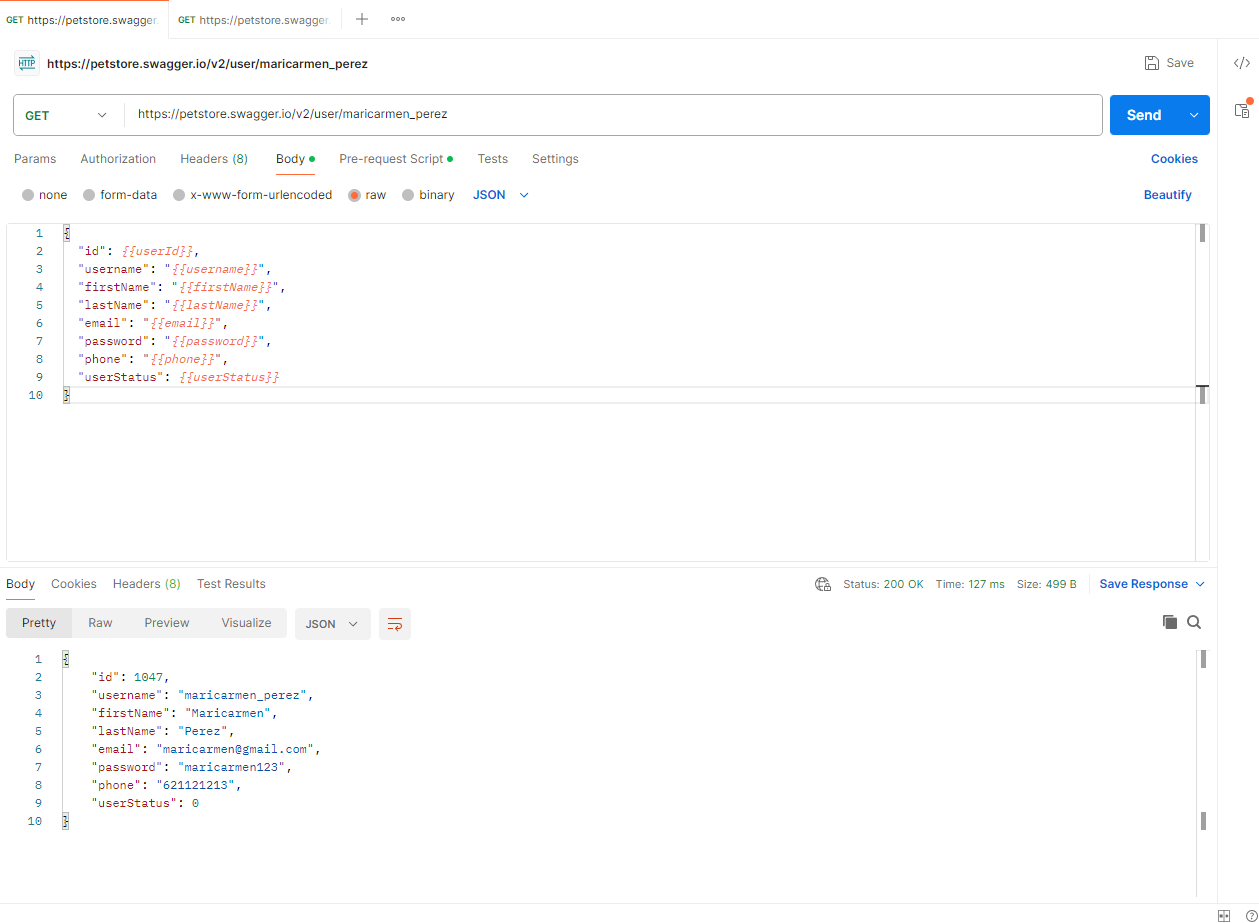 GET https://petstore.swagger. GET https://petstore.swagger.
HTTP https://petstore.swagger.io/v2/user/maricarmen_perez Save
GET https://petstore.swagger.io/v2/user/maricarmen_perez Send
Params Authorization Headers (8) Body Pre-request Script Tests Settings Cookies
none form-data x-www-form-urlencoded raw binary JSON Beautify
1 {
2 "id": {{userId}},
3 "username": "{{username}}",
4 "firstName": "{{firstName}}",
5 "lastName": "{{lastName}}",
6 "email": "{{email}}",
7 "password": "{{password}}",
8 "phone": "{{phone}}",
9 "userStatus": {{userStatus}}
10 }
Body Cookies Headers (8) Test Results Status: 200 OK Time: 127 ms Size: 499 B Save Response
Pretty Raw Preview Visualize JSON
1 {
2 "id": 1047,
3 "username": "maricarmen_perez",
4 "firstName": "Maricarmen",
5 "lastName": "Perez",
6 "email": "maricarmen@gmail.com",
7 "password": "maricarmen123",
8 "phone": "621121213",
9 "userStatus": 0
10 }